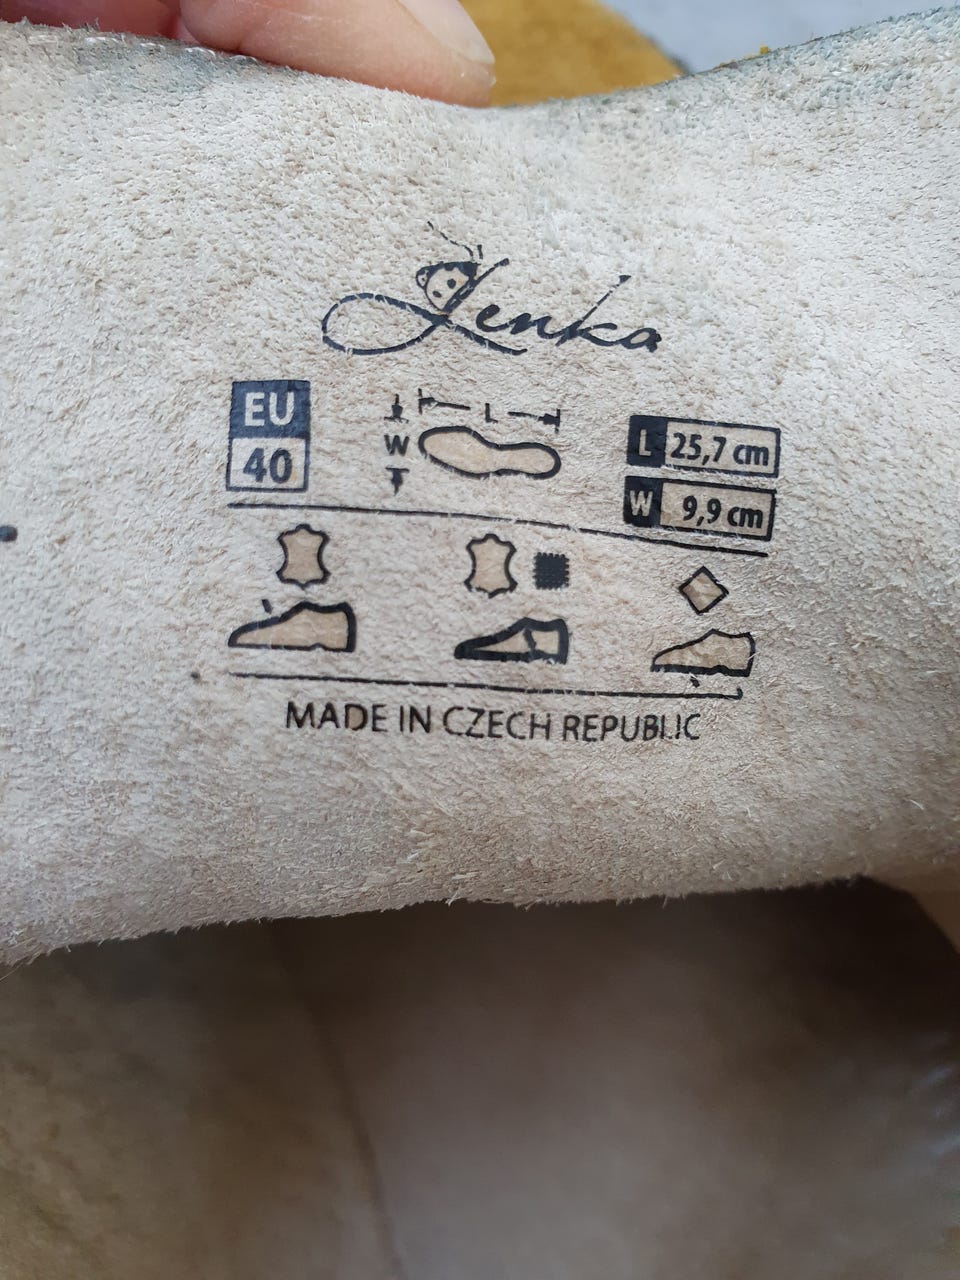 Lenka
EU
40
L
W
L 25,7 cm
W 9,9 cm
MADE IN CZECH REPUBLIC